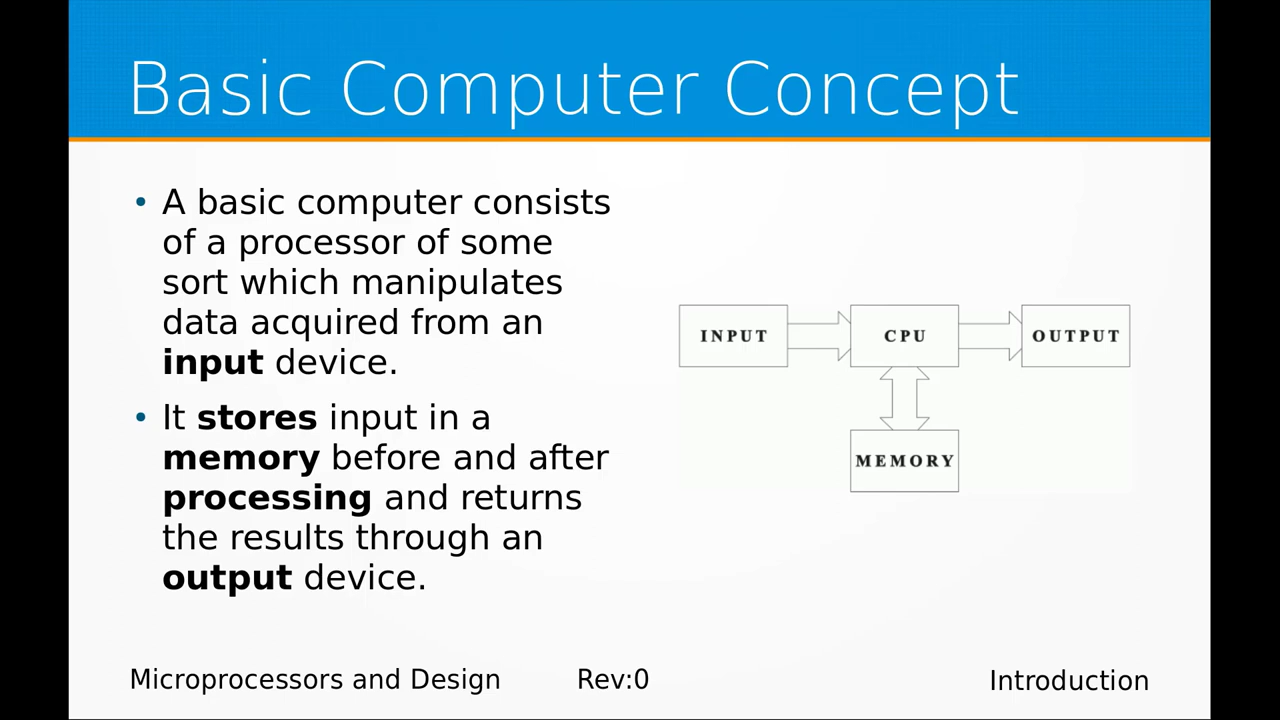 Basic Computer Concept
• A basic computer consists
of a processor of some
sort which manipulates
data acquired from an
input device.
• It stores input in a
memory before and after
processing and returns
the results through an
output device.
INPUT
CPU
OUTPUT
MEMORY
Microprocessors and Design
Rev:0
Introduction